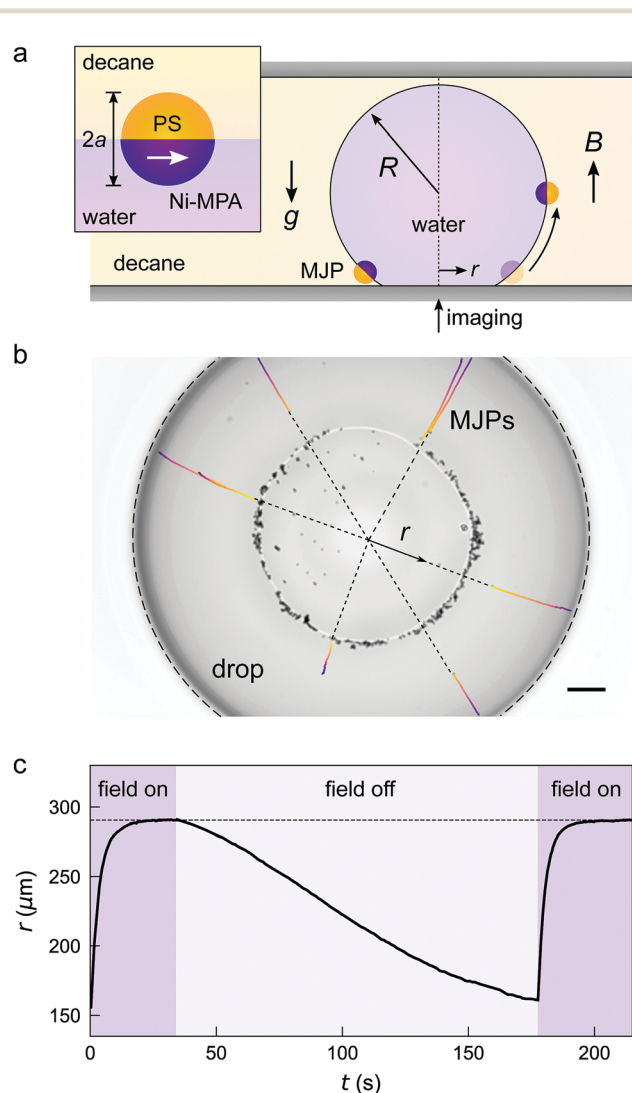 a
decane
PS
2a
Ni-MPA
water
R
g
B
water
decane
MJP
r
imaging
b
MJPs
r
drop
c
field on
field off
field on
300
250
200
150
r (μm)
0
50
100
150
200
t (s)